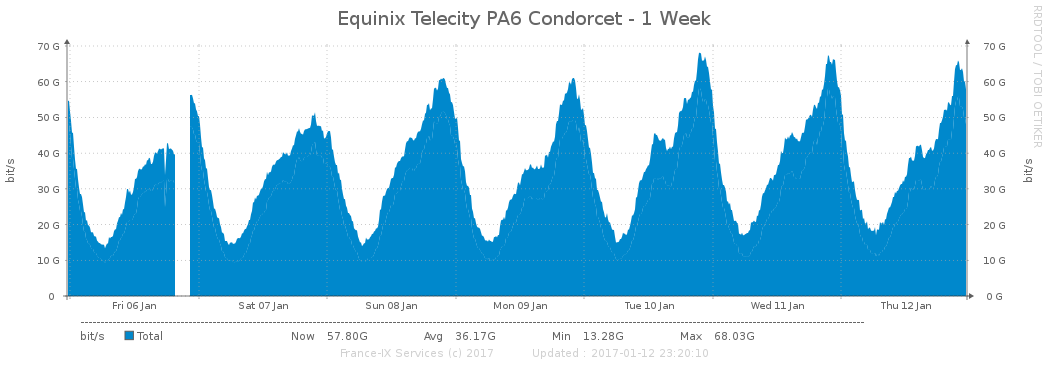 Equinix Telecity PA6 Condorcet - 1 Week
RRDTOOL / TOBI OETIKER
bit/s
bit/s
70 G 70 G
60 G 60 G
50 G 50 G
40 G 40 G
30 G 30 G
20 G 20 G
10 G 10 G
0 0 G
Fri 06 Jan Sat 07 Jan Sun 08 Jan Mon 09 Jan Tue 10 Jan Wed 11 Jan Thu 12 Jan
bit/s Total Now 57.80G Avg 36.17G Min 13.28G Max 68.03G
France-IX Services (c) 2017 Updated : 2017-01-12 23:20:10